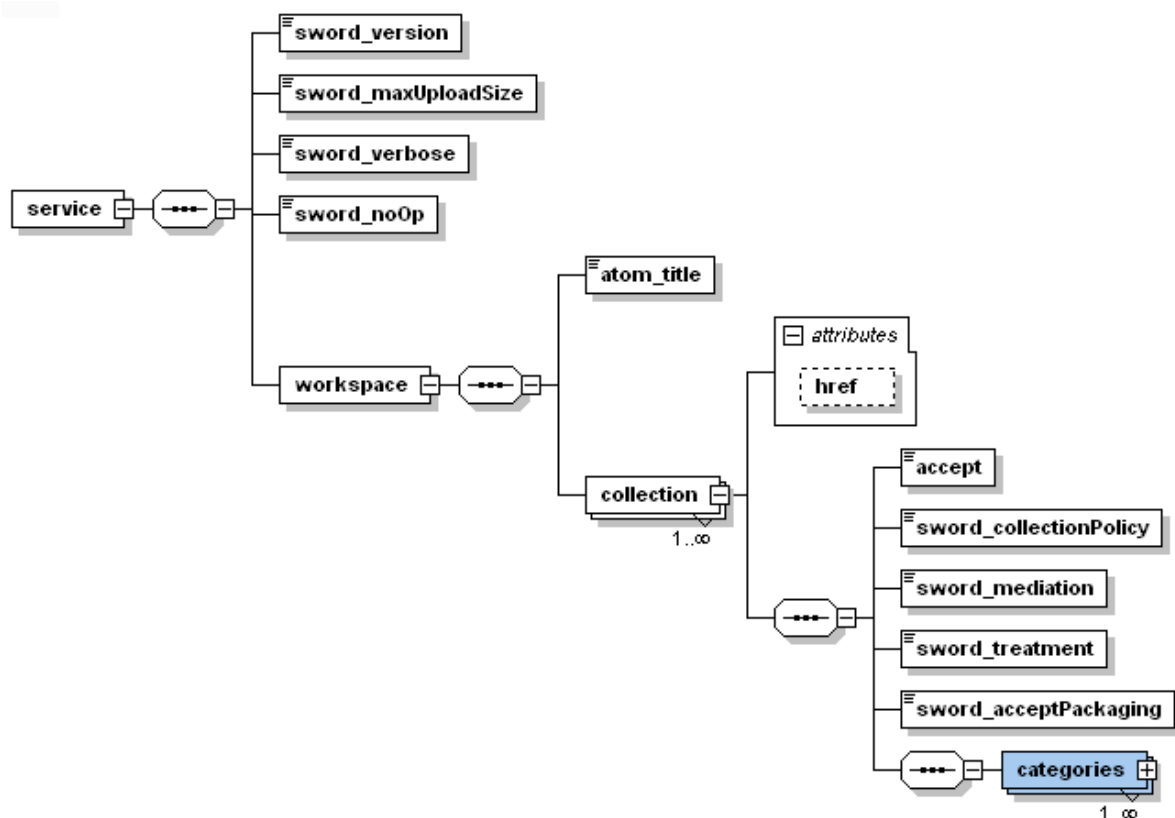 sword_version
sword_maxUploadSize
sword_verbose
service
sword_noOp
atom_title
attributes
href
workspace
collection
1..∞
accept
sword_collectionPolicy
sword_mediation
sword_treatment
sword_acceptPackaging
categories
1..∞